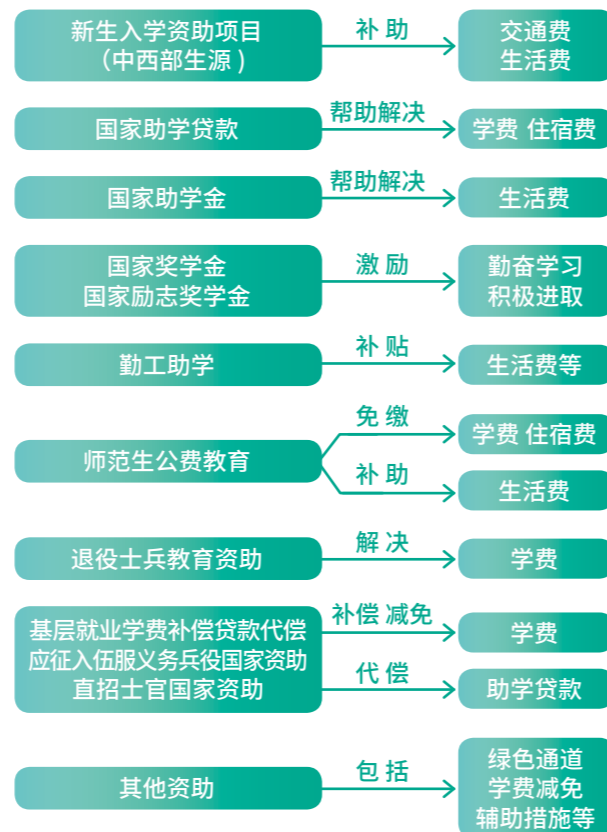 新生入学资助项目
（中西部生源)
补 助
交通费
生活费
国家助学贷款
帮助解决
学费 住宿费
国家助学金
帮助解决
生活费
国家奖学金
国家励志奖学金
激 励
勤奋学习
积极进取
勤工助学
补 贴
生活费等
师范生公费教育
免 缴
学费 住宿费
补 助
生活费
退役士兵教育资助
解 决
学费
基层就业学费补偿贷款代偿
应征入伍服义务兵役国家资助
直招士官国家资助
补偿 减免
学费
代 偿
助学贷款
其他资助
包 括
绿色通道
学费减免
辅助措施等